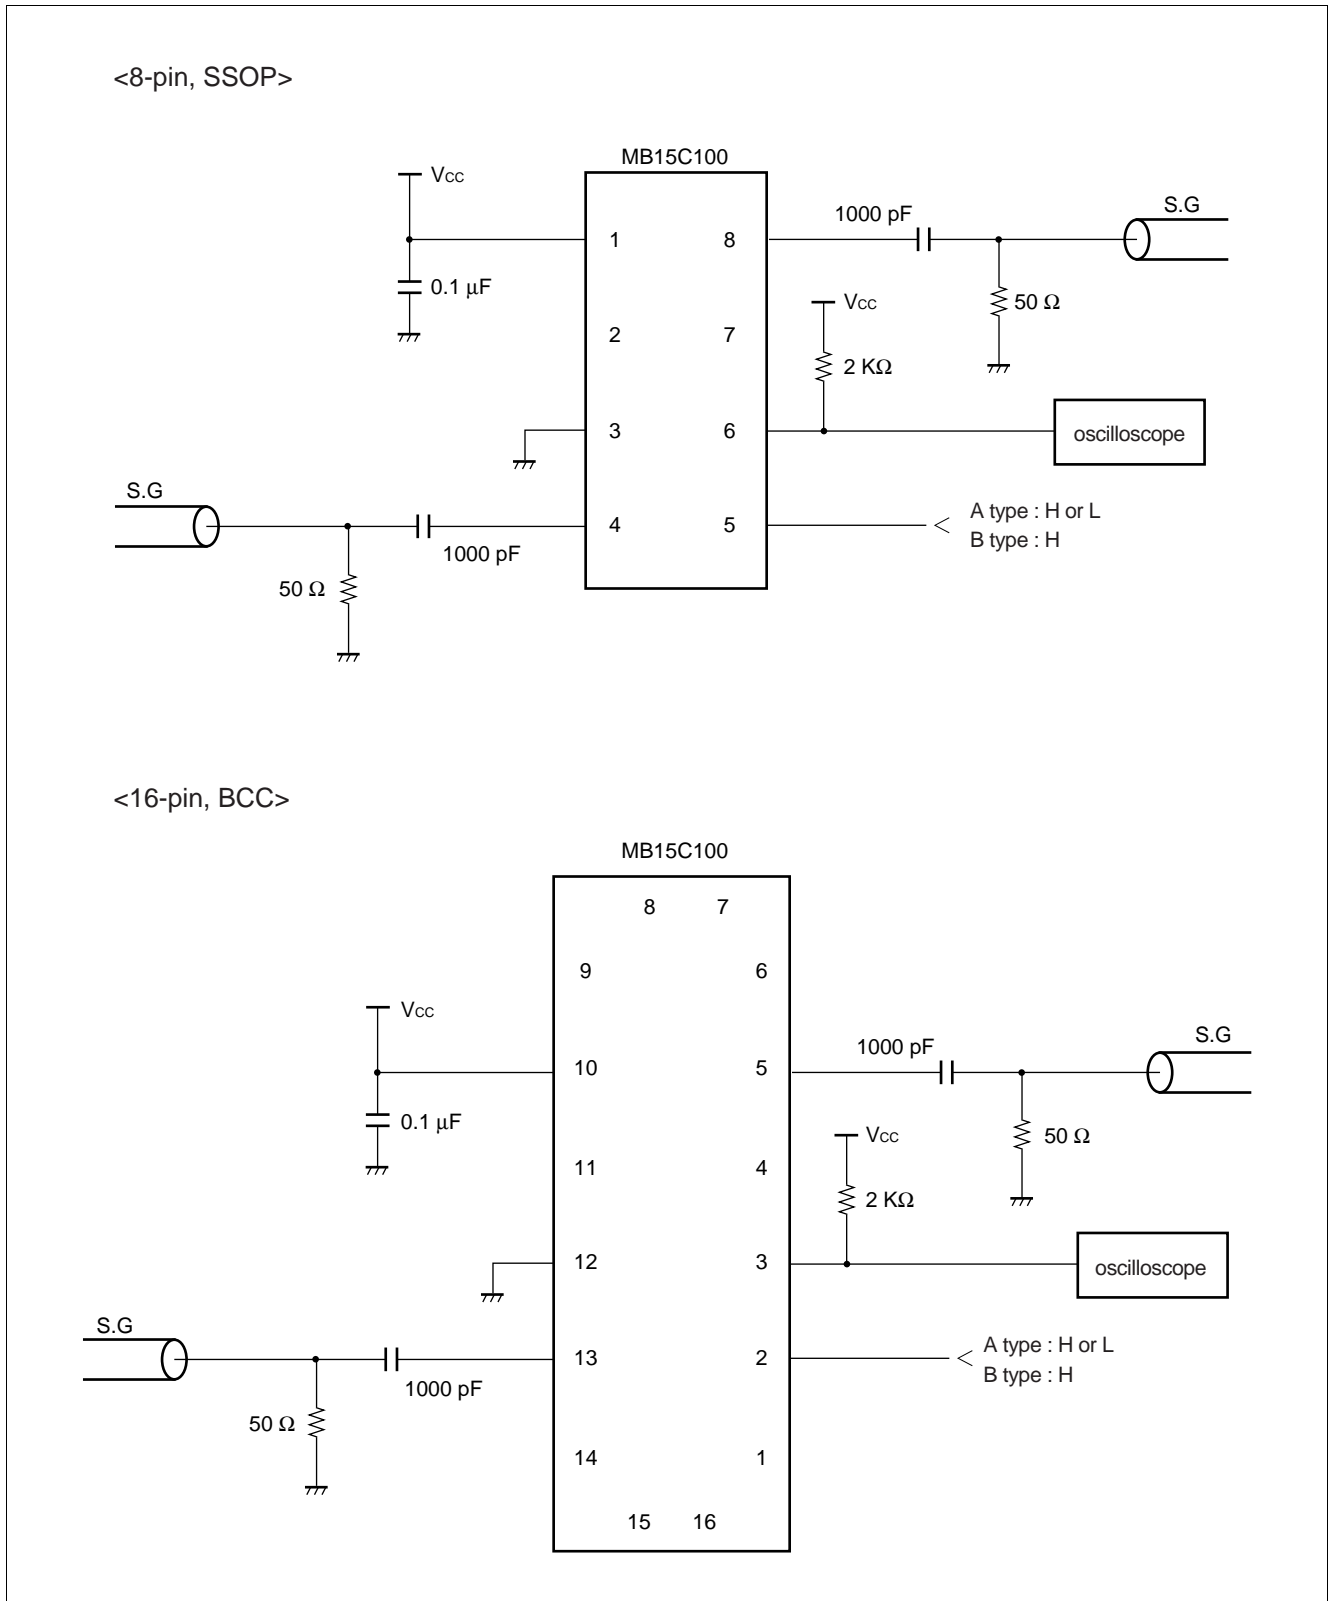 <8-pin, SSOP>
MB15C100
VCC
1
8
1000 pF
S.G
0.1 μF
50 Ω
2
7
VCC
2 KΩ
3
6
oscilloscope
S.G
4
5
1000 pF
50 Ω
A type : H or L
B type : H
<16-pin, BCC>
MB15C100
8
7
9
6
VCC
10
5
1000 pF
S.G
0.1 μF
50 Ω
11
4
VCC
2 KΩ
12
3
oscilloscope
S.G
13
2
1000 pF
50 Ω
A type : H or L
B type : H
14
1
15
16